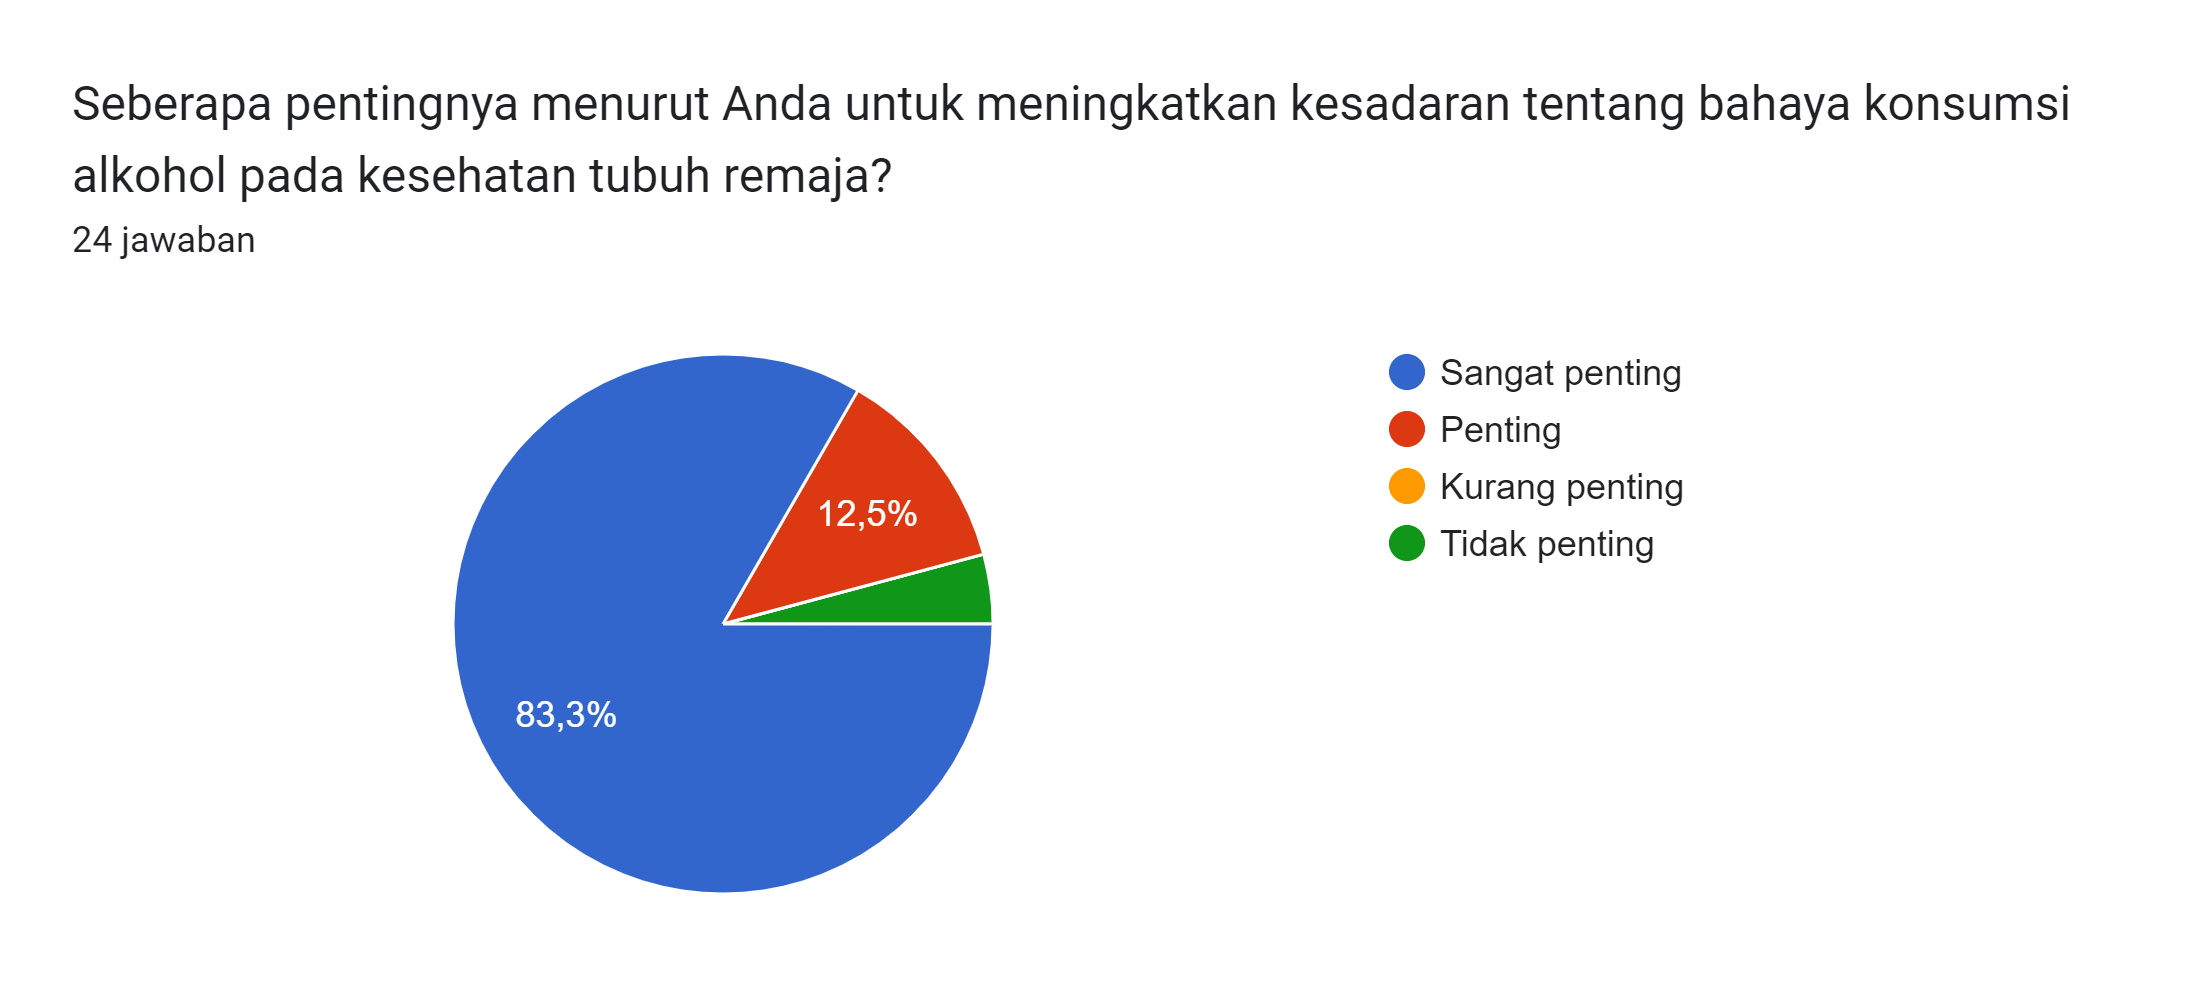 Seberapa pentingnya menurut Anda untuk meningkatkan kesadaran tentang bahaya konsumsi
alkohol pada kesehatan tubuh remaja?
24 jawaban
Sangat penting
Penting
Kurang penting
Tidak penting
12,5%
83,3%